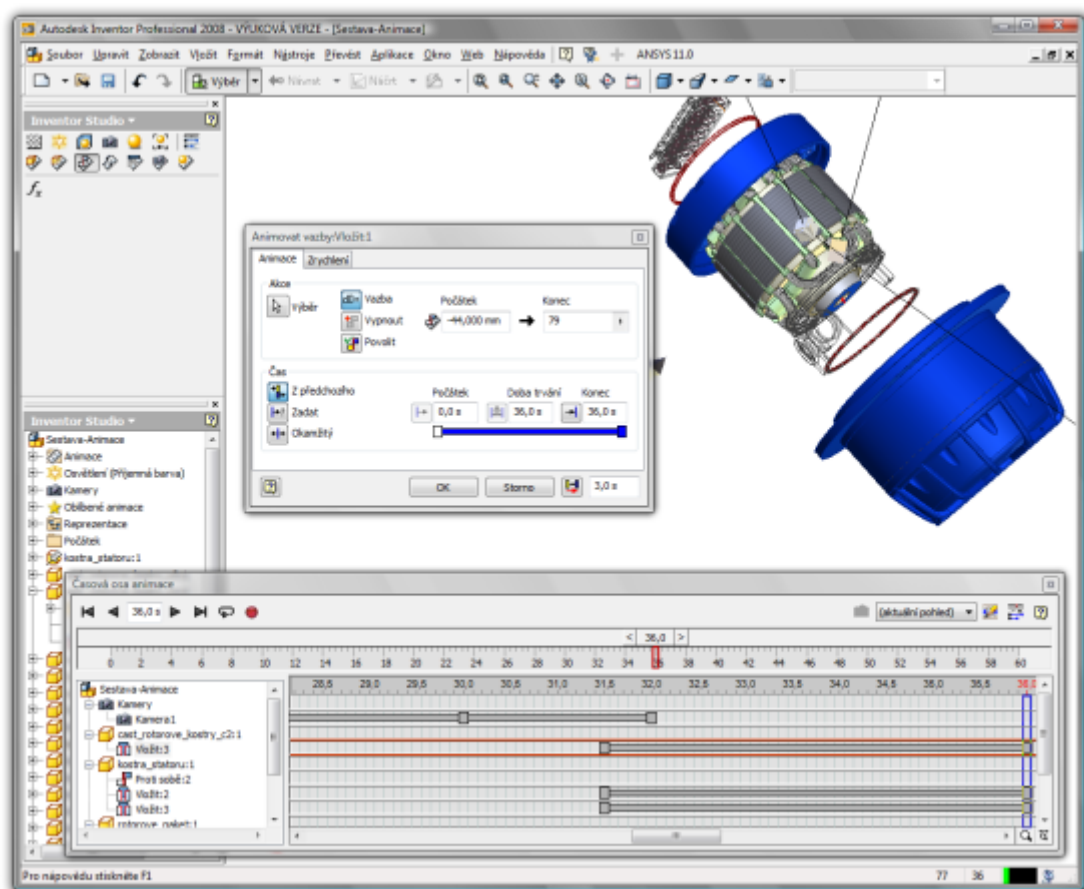 Autodesk Inventor Professional 2008 - VÝUKOVÁ VERZE - [Sestava-Animace]
Soubor Upravit Zobrazit Vložit Formát Nástroje Převést Aplikace Okno Web Nápověda ANSYS 11.0
Výběr Návrat Náčrt
Inventor Studio
fx
Animovat vazby:Vložit:1
Animace Zrychlení
Akce
Výběr Vazba Počátek Konec
-44,000 mm 79
Vypnout
Povolit
Čas
Z předchozího Počátek Doba trvání Konec
Zadat 0,0 s 36,0 s 36,0 s
Okamžitý
OK Storno 3,0 s
Inventor Studio
Sestava-Animace
Animace
Osvětlení (Příjemná barva)
Kamery
Oblíbené animace
Reprezentace
Počátek
kostra_statoru:1
Časová osa animace
36,0 s (aktuální pohled)
< 36,0 >
0 2 4 6 8 10 12 14 16 18 20 22 24 26 28 30 32 34 36 38 40 42 44 46 48 50 52 54 56 58 60
28,5 29,0 29,5 30,0 30,5 31,0 31,5 32,0 32,5 33,0 33,5 34,0 34,5 35,0 35,5 36,0
Sestava-Animace
Kamery
Kamera1
cast_rotorove_kostry_c2:1
Vložit:3
kostra_statoru:1
Proti sobě:2
Vložit:2
Vložit:3
rotorove_paket:1
Pro nápovědu stiskněte F1 77 36